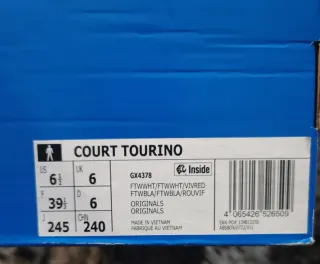 COURT TOURINO
US
6½
UK
6
F
39⅓
D
6
J
245
CHN
240
GX4378
Inside
FTWWHT/FTWWHT/VIVRED
FTWBLA/FTWBLA/ROUVIF
ORIGINALS
ORIGINALS
MADE IN VIETNAM
FABRIQUÉ AU VIETNAM
4 065426 526509